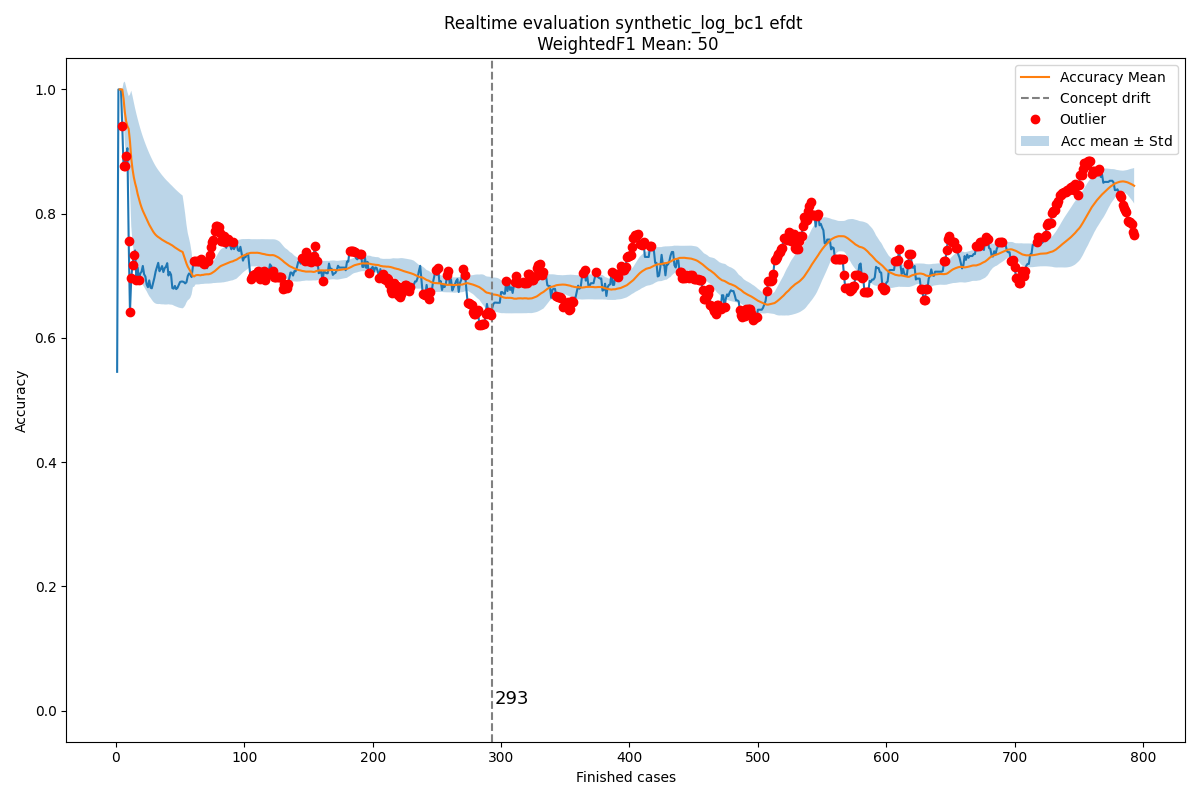 Realtime evaluation synthetic_log_bc1 efdt
WeightedF1 Mean: 50
Accuracy Mean
Concept drift
Outlier
Acc mean ± Std
1.0
0.8
0.6
0.4
0.2
0.0
Accuracy
293
0
100
200
300
400
500
600
700
800
Finished cases